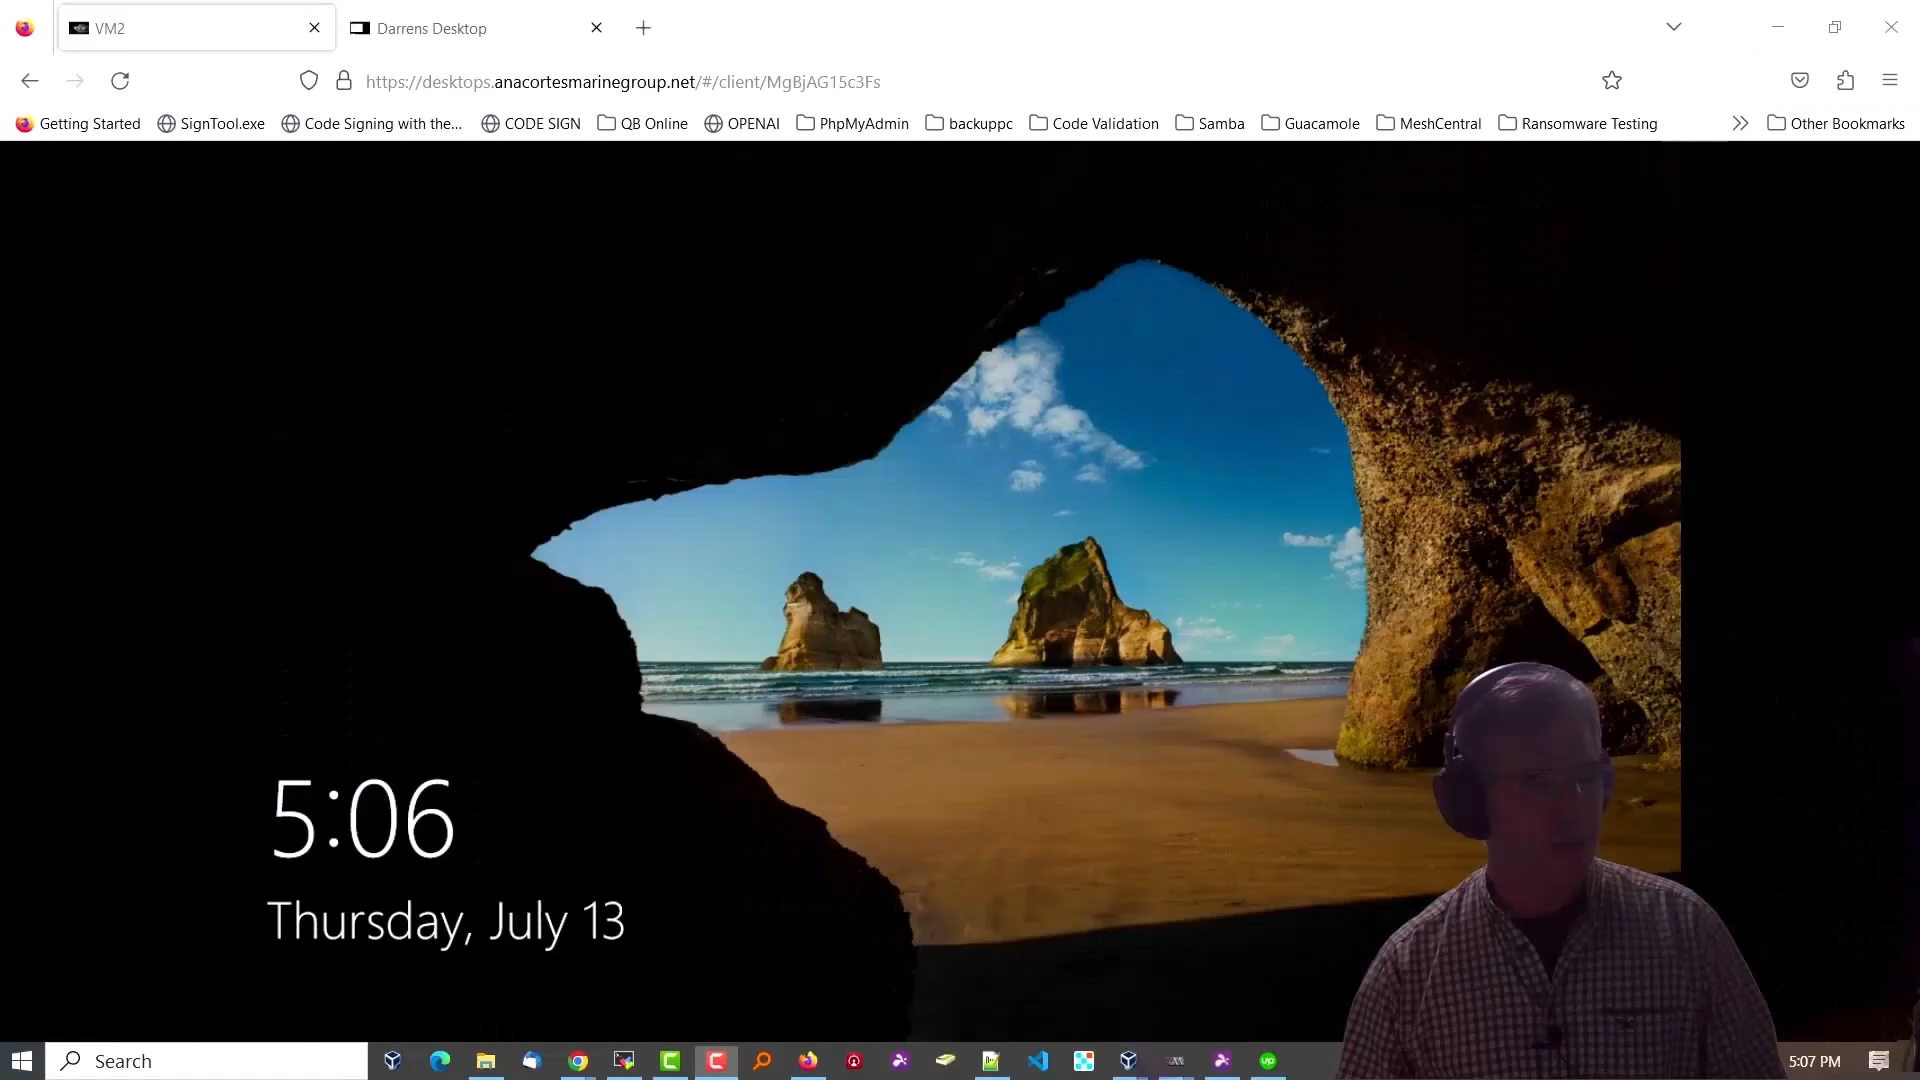 VM2
Darrens Desktop
https://desktops.anacortesmarinegroup.net/#/client/MgBjAG15c3Fs
Getting Started
SignTool.exe
Code Signing with the...
CODE SIGN
QB Online
OPENAI
PhpMyAdmin
backuppc
Code Validation
Samba
Guacamole
MeshCentral
Ransomware Testing
Other Bookmarks
5:06
Thursday, July 13
Search
up
5:07 PM